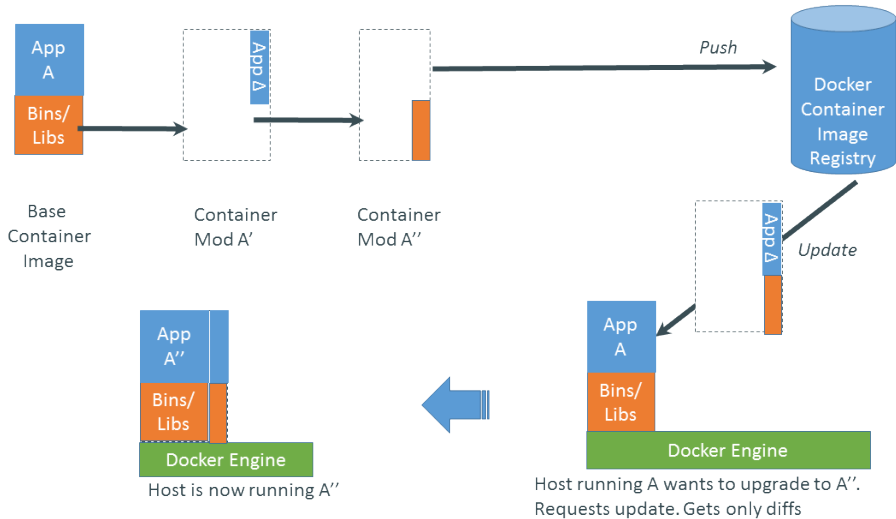 App
A
Bins/
Libs
Base
Container
Image
App Δ
Container
Mod A′
Container
Mod A′′
Push
Docker
Container
Image
Registry
App Δ
Update
App
A
Bins/
Libs
Docker Engine
Host running A wants to upgrade to A′′.
Requests update. Gets only diffs
App
A′′
Bins/
Libs
Docker Engine
Host is now running A′′